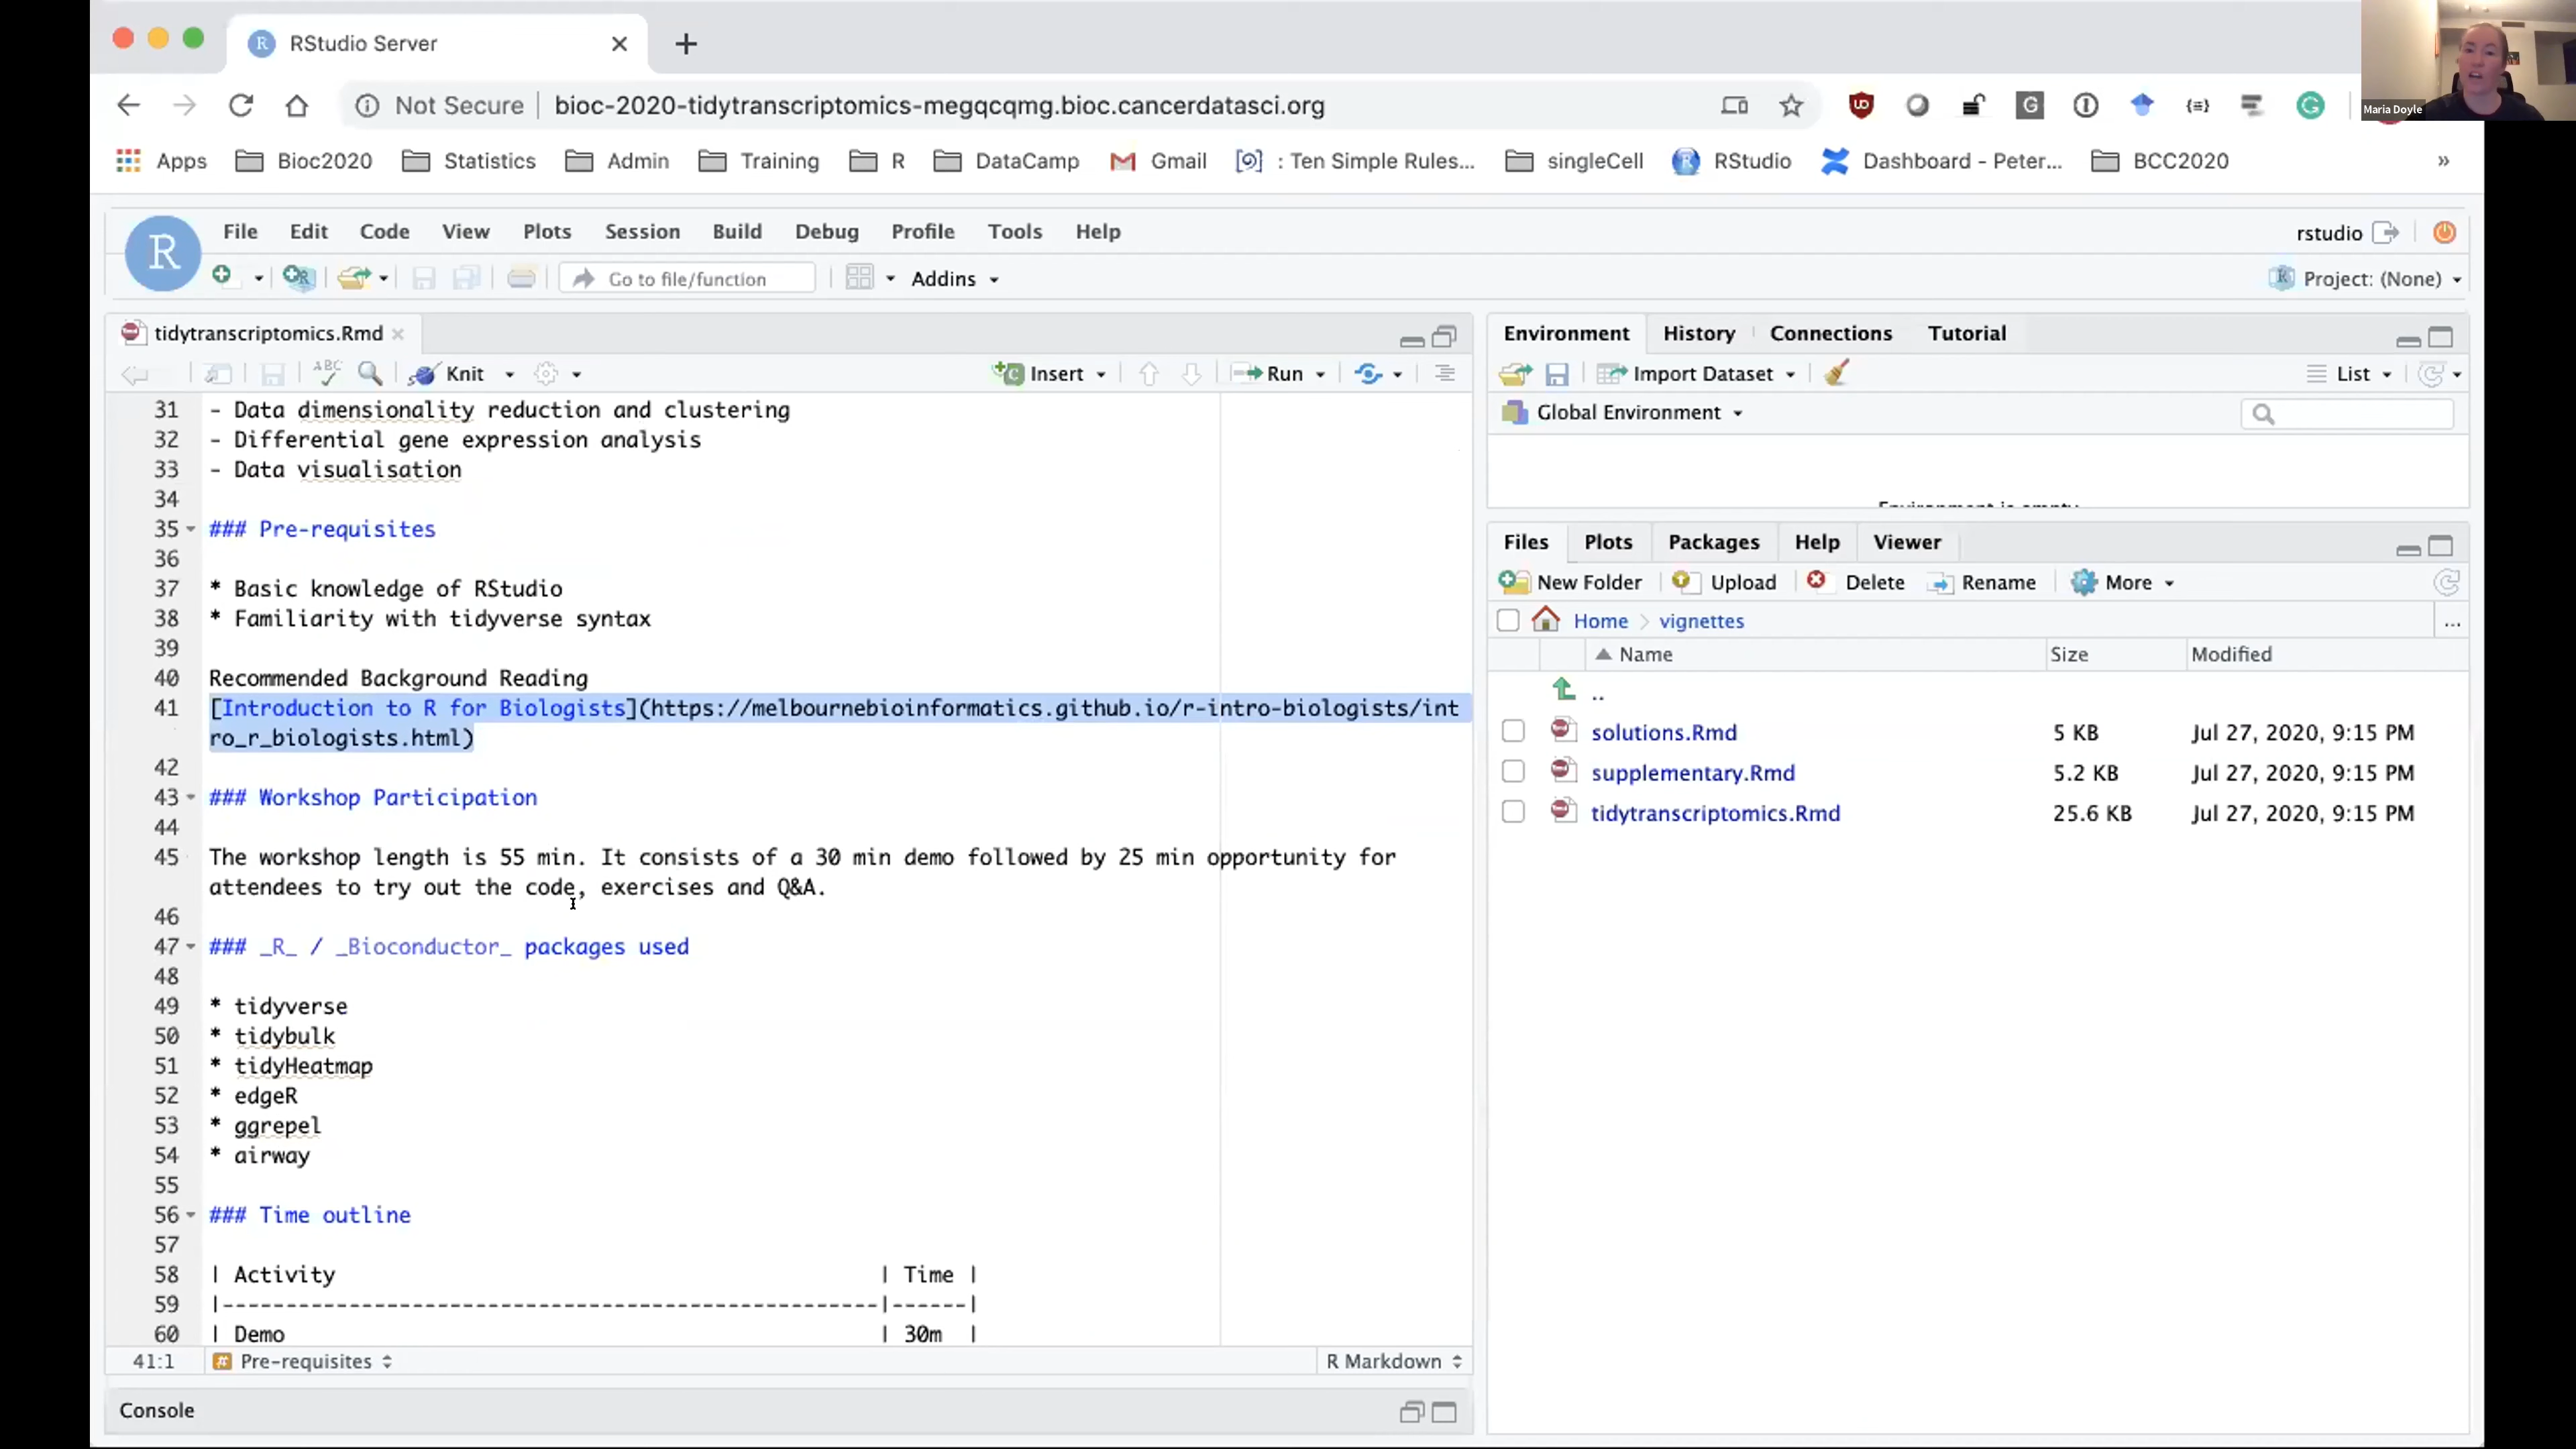 RStudio Server
Not Secure
bioc-2020-tidytranscriptomics-megqcqmg.bioc.cancerdatasci.org
Maria Doyle
Apps Bioc2020 Statistics Admin Training R DataCamp Gmail : Ten Simple Rules... singleCell RStudio Dashboard - Peter... BCC2020 »
File Edit Code View Plots Session Build Debug Profile Tools Help
rstudio
Go to file/function
Addins
Project: (None)
tidytranscriptomics.Rmd
Knit Insert Run
31 - Data dimensionality reduction and clustering
32 - Differential gene expression analysis
33 - Data visualisation
34
35 ### Pre-requisites
36
37 * Basic knowledge of RStudio
38 * Familiarity with tidyverse syntax
39
40 Recommended Background Reading
41 [Introduction to R for Biologists](https://melbournebioinformatics.github.io/r-intro-biologists/int
ro_r_biologists.html)
42
43 ### Workshop Participation
44
45 The workshop length is 55 min. It consists of a 30 min demo followed by 25 min opportunity for
attendees to try out the code, exercises and Q&A.
46
47 ### _R_ / _Bioconductor_ packages used
48
49 * tidyverse
50 * tidybulk
51 * tidyHeatmap
52 * edgeR
53 * ggrepel
54 * airway
55
56 ### Time outline
57
58 | Activity | Time |
59 |----------------------------------------------------|------|
60 | Demo | 30m |
41:1 Pre-requisites R Markdown
Console
Environment History Connections Tutorial
Import Dataset List
Global Environment
Environment is empty
Files Plots Packages Help Viewer
New Folder Upload Delete Rename More
Home vignettes ...
Name Size Modified
..
solutions.Rmd 5 KB Jul 27, 2020, 9:15 PM
supplementary.Rmd 5.2 KB Jul 27, 2020, 9:15 PM
tidytranscriptomics.Rmd 25.6 KB Jul 27, 2020, 9:15 PM